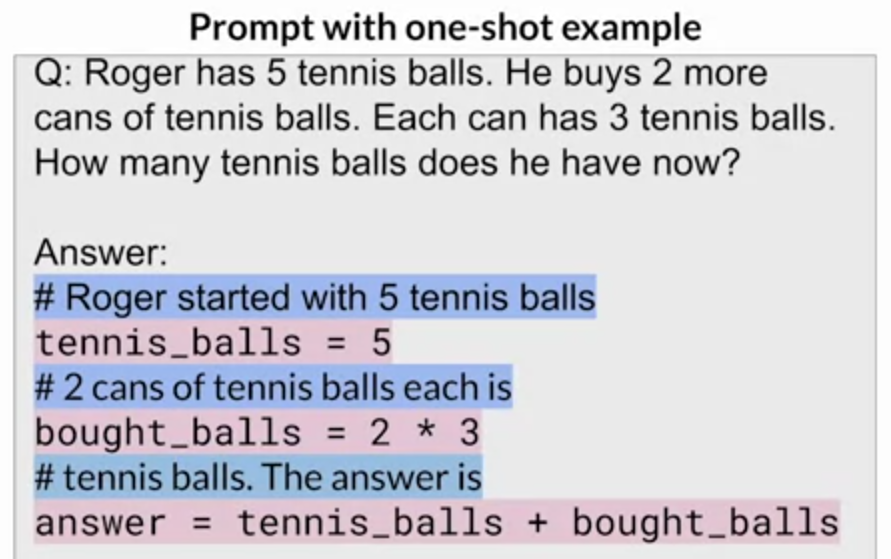 Prompt with one-shot example
Q: Roger has 5 tennis balls. He buys 2 more
cans of tennis balls. Each can has 3 tennis balls.
How many tennis balls does he have now?
Answer:
# Roger started with 5 tennis balls
tennis_balls = 5
# 2 cans of tennis balls each is
bought_balls = 2 * 3
# tennis balls. The answer is
answer = tennis_balls + bought_balls